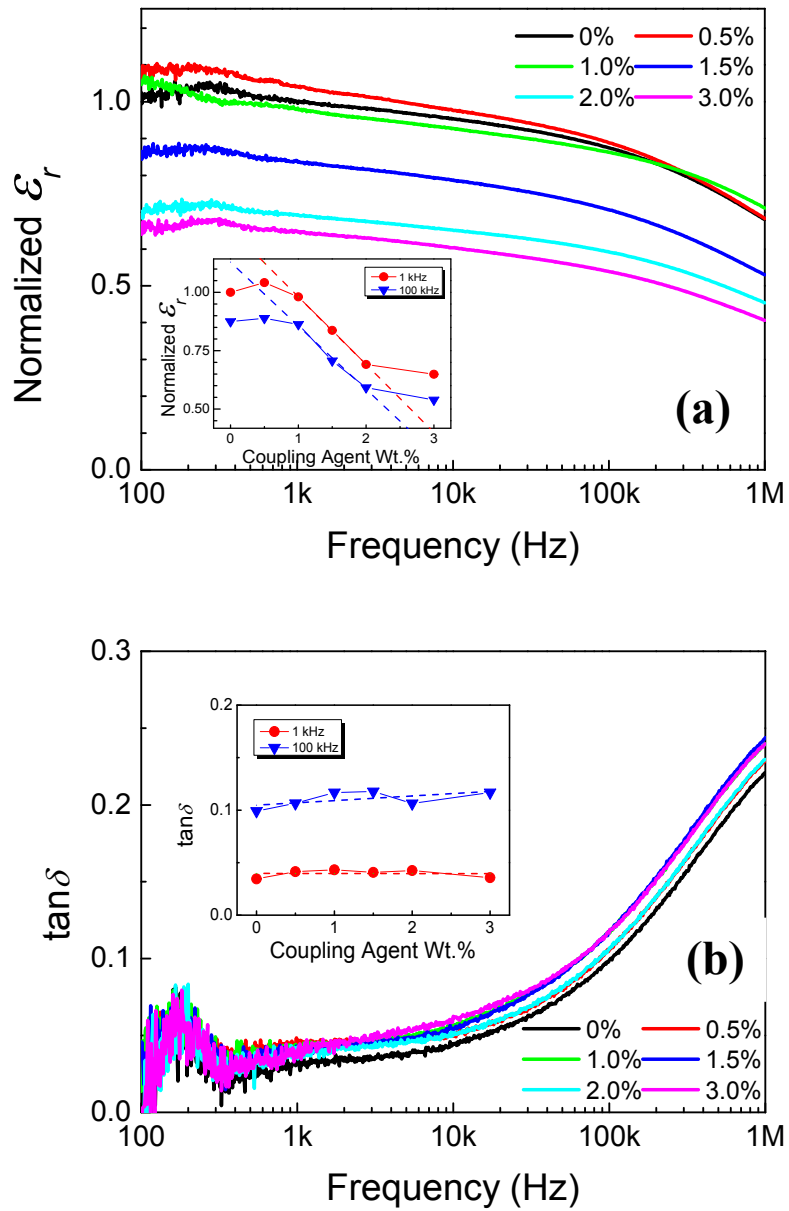 0% 0.5%
1.0% 1.5%
2.0% 3.0%
1.0
0.5
0.0
Normalized εr
1 kHz
100 kHz
1.00
0.75
0.50
Normalized εr
0 1 2 3
Coupling Agent Wt.%
(a)
100 1k 10k 100k 1M
Frequency (Hz)
0.3
0.2
0.1
0.0
tanδ
0.2
0.1
0.0
tanδ
1 kHz
100 kHz
0 1 2 3
Coupling Agent Wt.%
(b)
0% 0.5%
1.0% 1.5%
2.0% 3.0%
100 1k 10k 100k 1M
Frequency (Hz)